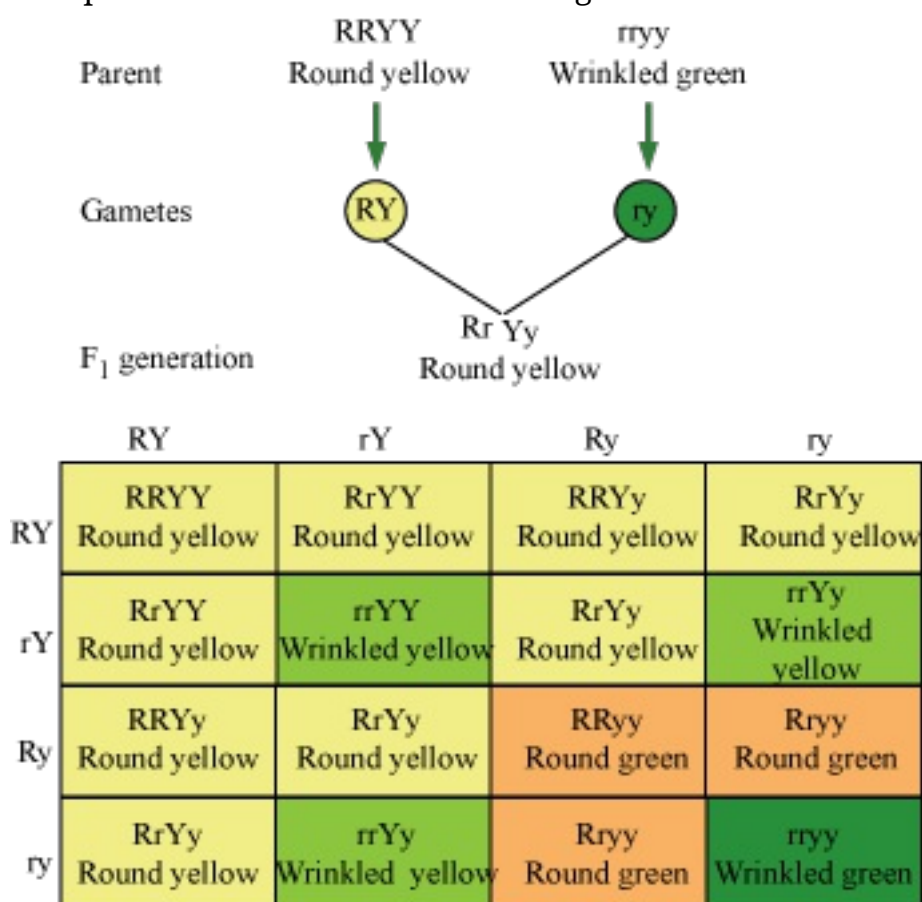 RRYY rryy
Parent Round yellow Wrinkled green
Gametes RY ry
Rr Yy
F1 generation Round yellow
RY rY Ry ry
RRYY RrYY RRYy RrYy
RY Round yellow Round yellow Round yellow Round yellow
RrYY rrYY RrYy rrYy
rY Round yellow Wrinkled yellow Round yellow Wrinkled
yellow
RRYy RrYy RRyy Rryy
Ry Round yellow Round yellow Round green Round green
RrYy rrYy Rryy rryy
ry Round yellow Wrinkled yellow Round green Wrinkled green